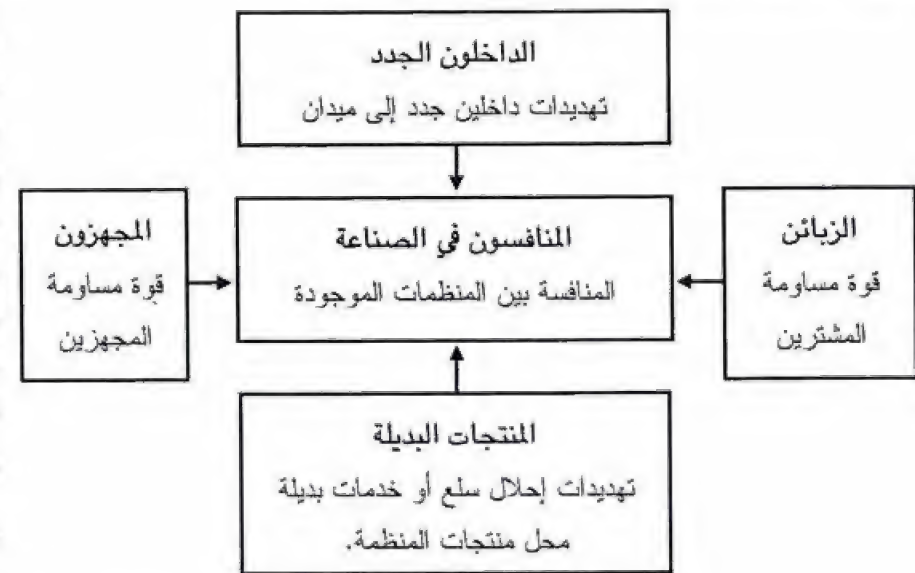 الداخلون الجدد
تهديدات داخلين جدد إلى ميدان
الزبائن
قوة مساومة
المشترين
المنافسون في الصناعة
المنافسة بين المنظمات الموجودة
المجهزون
قوة مساومة
المجهزين
المنتجات البديلة
تهديدات إحلال سلع أو خدمات بديلة
محل منتجات المنظمة.